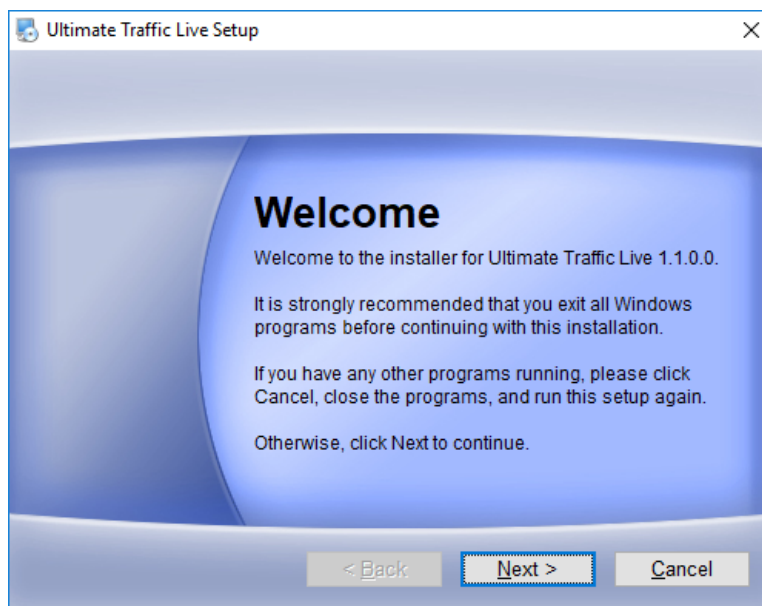 Ultimate Traffic Live Setup
Welcome
Welcome to the installer for Ultimate Traffic Live 1.1.0.0.
It is strongly recommended that you exit all Windows
programs before continuing with this installation.
If you have any other programs running, please click
Cancel, close the programs, and run this setup again.
Otherwise, click Next to continue.
< Back
Next >
Cancel